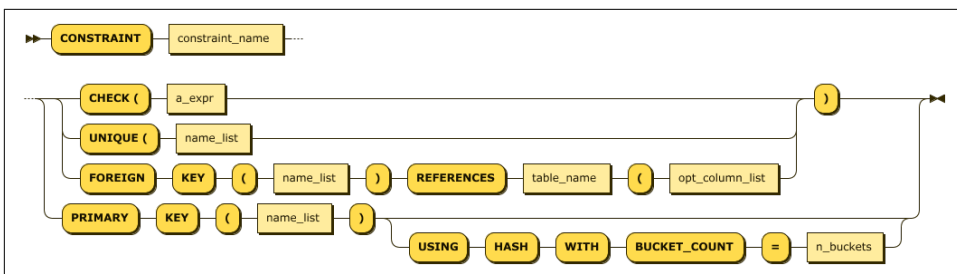 CONSTRAINT constraint_name
CHECK ( a_expr )
UNIQUE ( name_list
FOREIGN KEY ( name_list ) REFERENCES table_name ( opt_column_list
PRIMARY KEY ( name_list )
USING HASH WITH BUCKET_COUNT = n_buckets